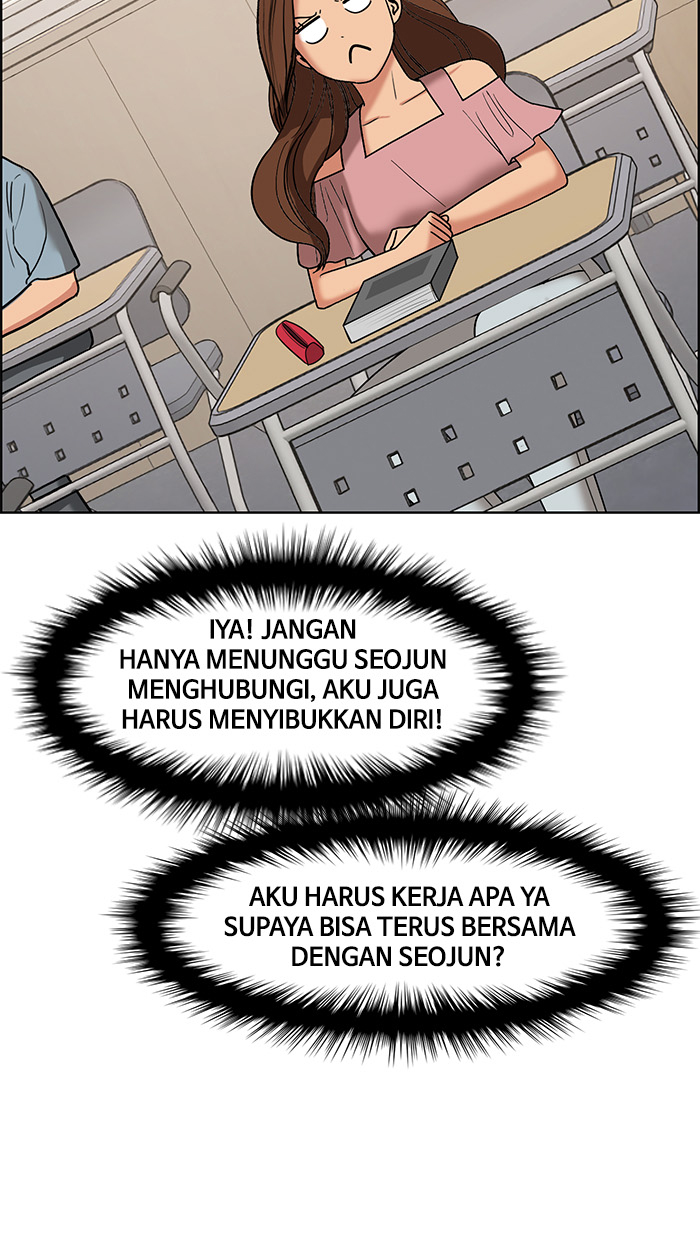 IYA! JANGAN
HANYA MENUNGGU SEOJUN
MENGHUBUNGI, AKU JUGA
HARUS MENYIBUKKAN DIRI!
AKU HARUS KERJA APA YA
SUPAYA BISA TERUS BERSAMA
DENGAN SEOJUN?